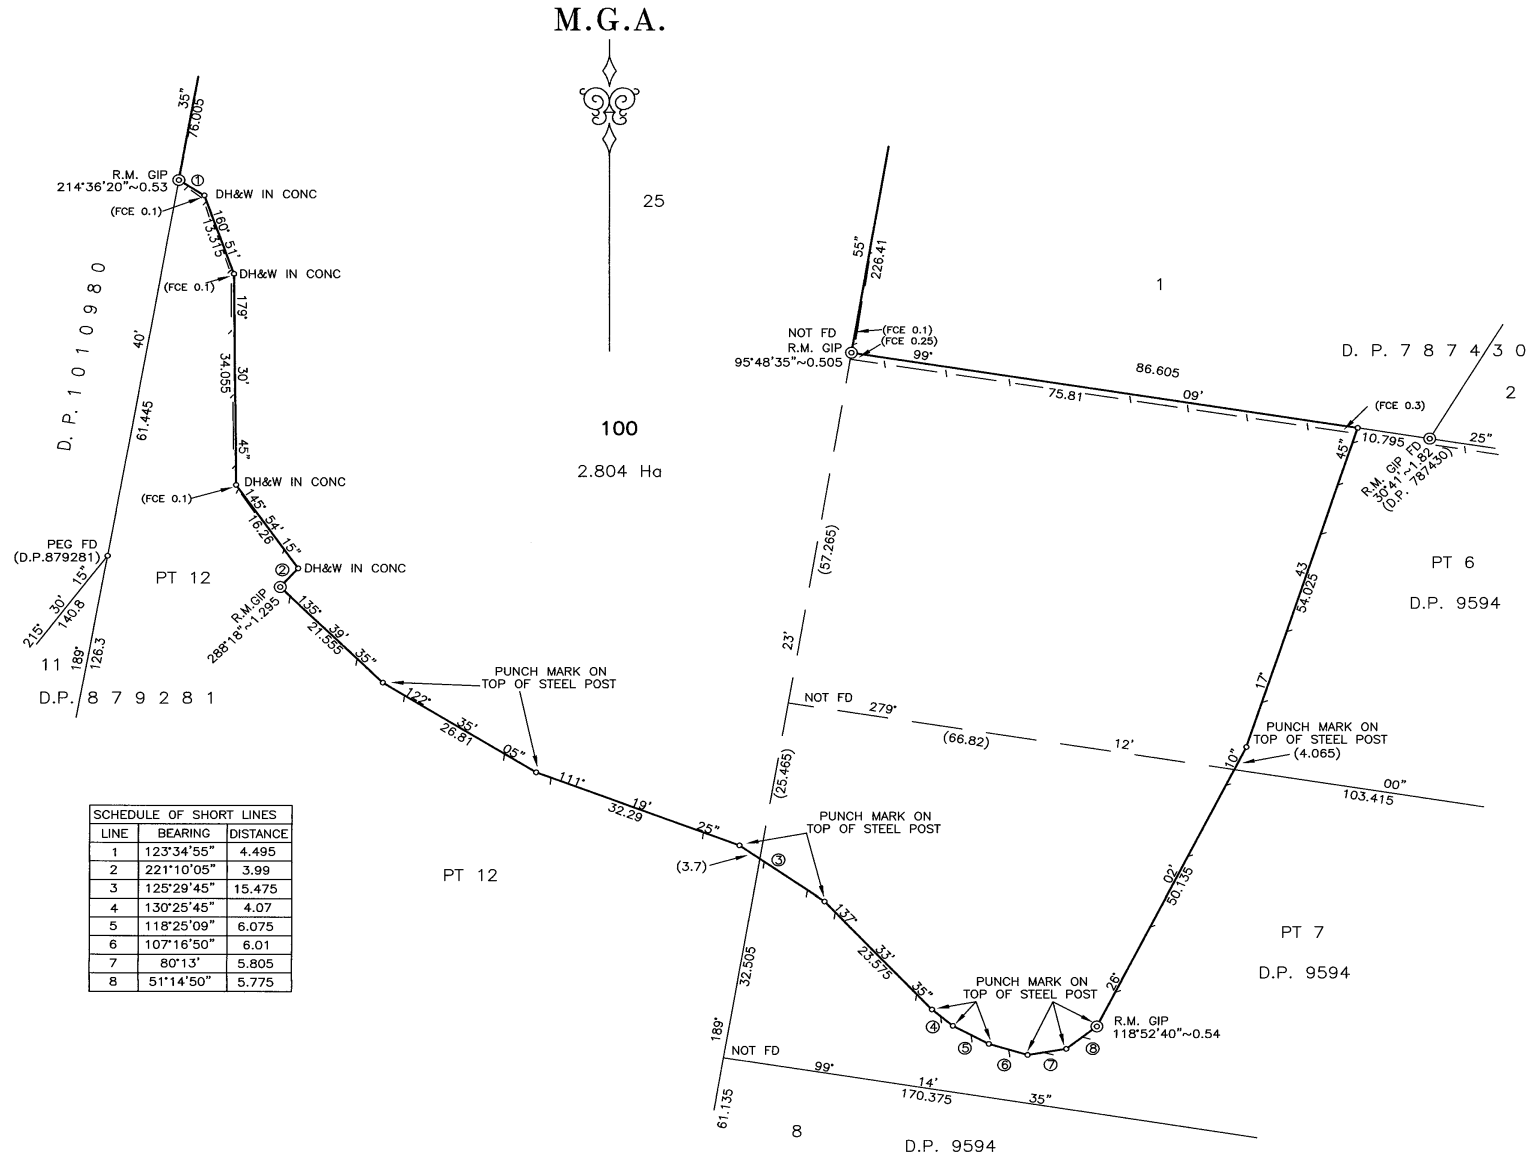 M.G.A.
35"
76.005
R.M. GIP
214°36'20"~0.53
①
DH&W IN CONC
(FCE 0.1)
160° 51'
13.315
DH&W IN CONC
(FCE 0.1)
D.P. 1010980
40'
61.445
179° 30' 45"
34.055
DH&W IN CONC
(FCE 0.1)
145° 54' 15"
16.26
PEG FD
(D.P.879281)
215° 30' 15"
140.8
PT 12
②
DH&W IN CONC
R.M.GIP
288°18"~1.295
11
189°
126.3
D.P. 879281
135° 39' 35"
21.555
PUNCH MARK ON
TOP OF STEEL POST
122° 35' 05"
26.81
111° 19' 25"
32.29
25
100
2.804 Ha
55"
226.41
1
NOT FD
R.M. GIP
95°48'35"~0.505
(FCE 0.1)
(FCE 0.25)
99° 09'
86.605
75.81
D. P. 787430
2
(FCE 0.3)
10.795
25"
R.M. GIP FD
30°41'~1.82
(D.P. 787430)
45"
43
54.025
17'
PT 6
D.P. 9594
(57.265)
23'
NOT FD
279° 12'
(66.82)
PUNCH MARK ON
TOP OF STEEL POST
(4.065)
10"
00"
103.415
(25.465)
PUNCH MARK ON
TOP OF STEEL POST
(3.7)
③
PT 12
137° 33' 35"
23.575
02'
50.135
26°
PT 7
D.P. 9594
32.505
189°
PUNCH MARK ON
TOP OF STEEL POST
④
⑤
⑥
⑦
⑧
R.M. GIP
118°52'40"~0.54
NOT FD
99° 14' 35"
170.375
61.135
8
D.P. 9594
SCHEDULE OF SHORT LINES
LINE BEARING DISTANCE
1 123°34'55" 4.495
2 221°10'05" 3.99
3 125°29'45" 15.475
4 130°25'45" 4.07
5 118°25'09" 6.075
6 107°16'50" 6.01
7 80°13' 5.805
8 51°14'50" 5.775